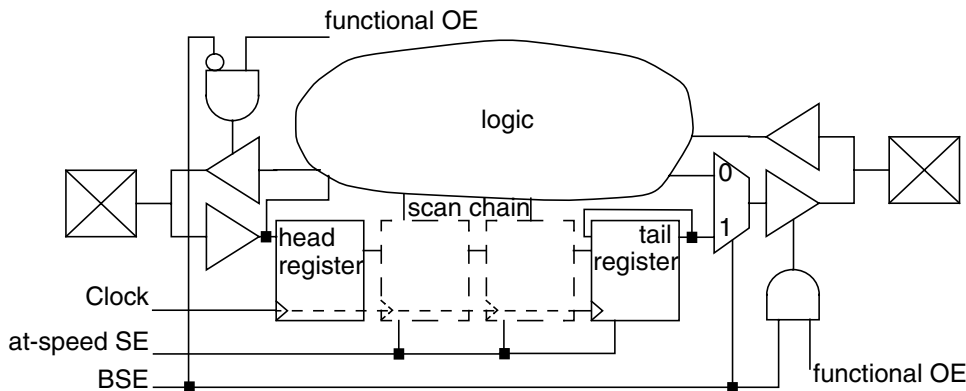 functional OE
logic
0
scan chain
head
register
1
tail
register
Clock
at-speed SE
BSE
functional OE